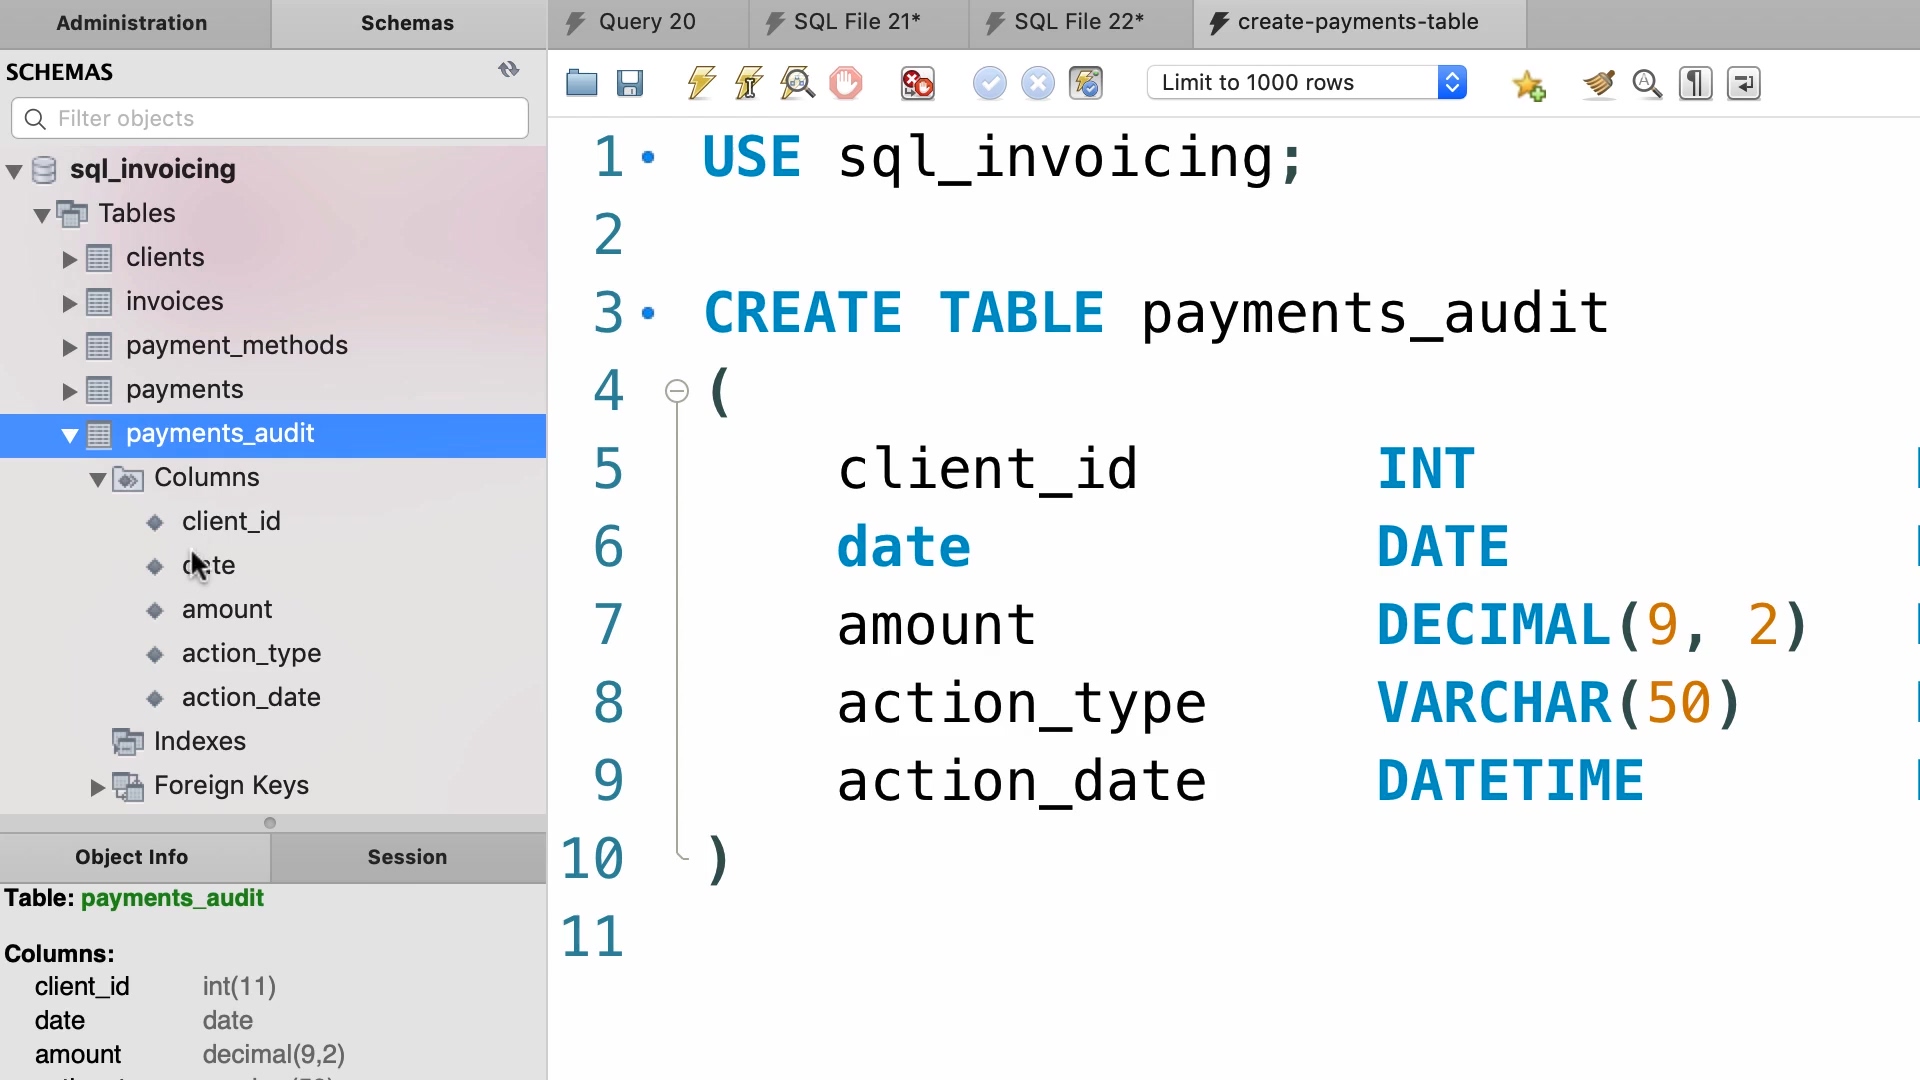 Administration
Schemas
Query 20
SQL File 21*
SQL File 22*
create-payments-table
SCHEMAS
Filter objects
Limit to 1000 rows
sql_invoicing
Tables
clients
invoices
payment_methods
payments
payments_audit
Columns
client_id
date
amount
action_type
action_date
Indexes
Foreign Keys
Object Info
Session
Table: payments_audit
Columns:
client_id int(11)
date date
amount decimal(9,2)
1 USE sql_invoicing;
2
3 CREATE TABLE payments_audit
4 (
5 client_id INT
6 date DATE
7 amount DECIMAL(9, 2)
8 action_type VARCHAR(50)
9 action_date DATETIME
10 )
11